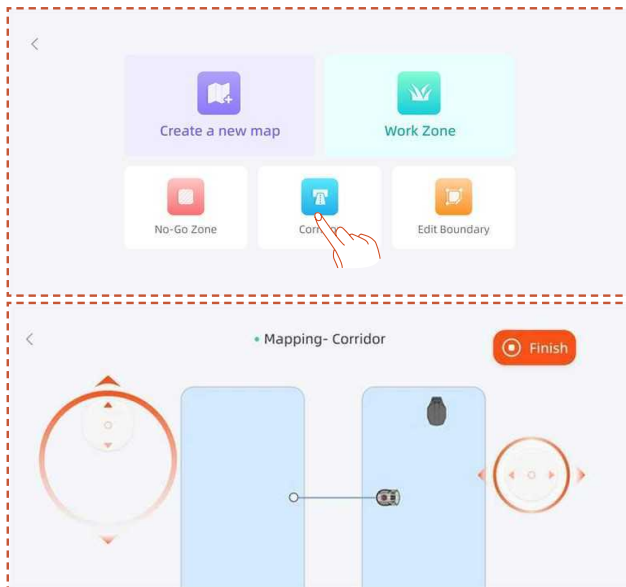 Create a new map
Work Zone
No-Go Zone
Edit Boundary
• Mapping- Corridor
Finish